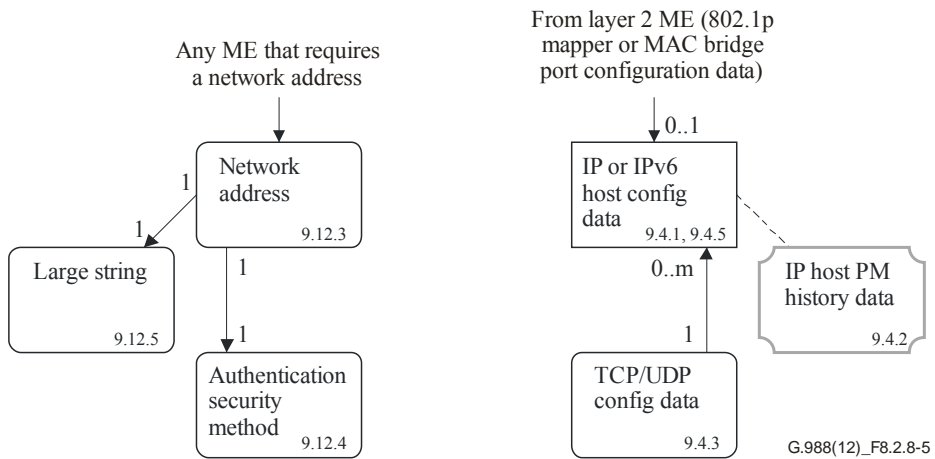 Any ME that requires
a network address
Network
address
9.12.3
1
1
Large string
9.12.5
1
1
Authentication
security
method
9.12.4
From layer 2 ME (802.1p
mapper or MAC bridge
port configuration data)
0..1
IP or IPv6
host config
data
9.4.1, 9.4.5
0..m
1
TCP/UDP
config data
9.4.3
IP host PM
history data
9.4.2
G.988(12)_F8.2.8-5